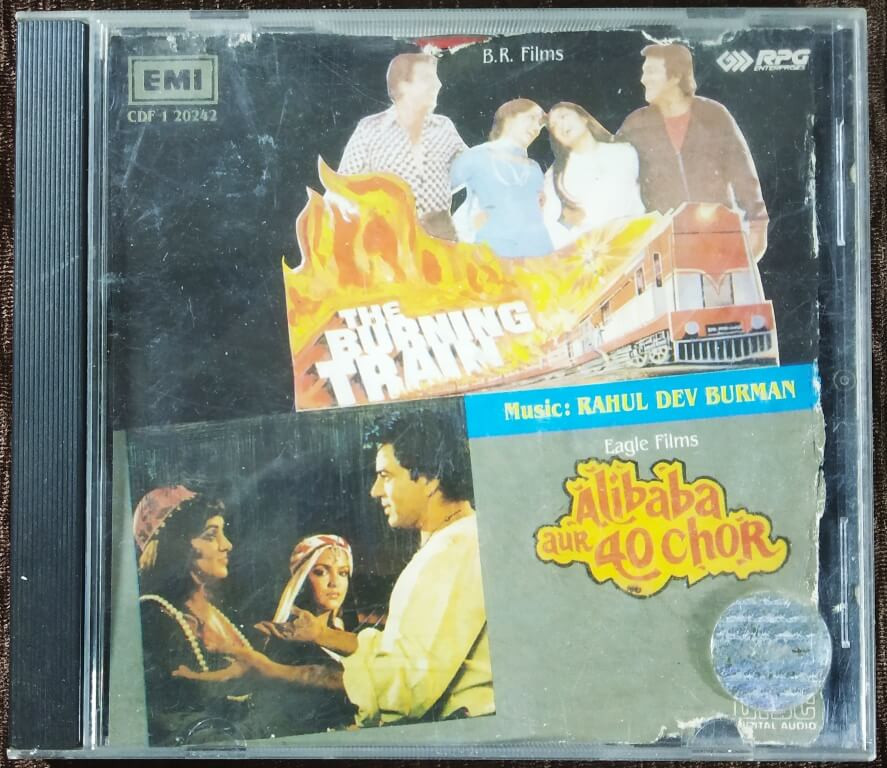 EMI
CDF 1 20242
B.R. Films
RPG
ENTERPRISES
THE
BURNING
TRAIN
Music: RAHUL DEV BURMAN
Eagle Films
Alibaba
aur 40 chor
DIGITAL AUDIO